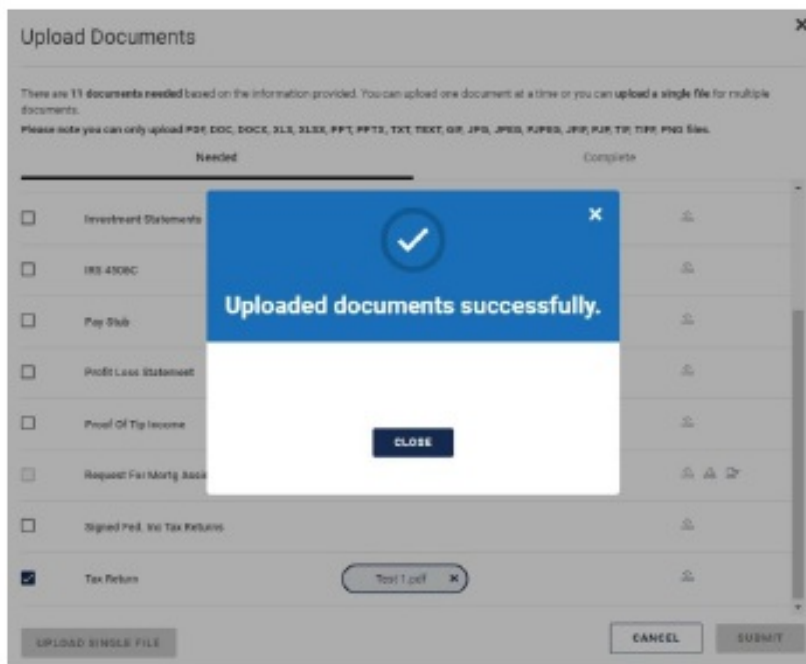 Upload Documents
There are 11 documents needed based on the information provided. You can upload one document at a time or you can upload a single file for multiple
documents.
Please note you can only upload PDF, DOC, DOCX, XLS, XLSX, PPT, PPTX, TXT, TEXT, GIF, JPG, JPEG, PJPEG, JFIF, PJP, TIF, TIFF, PNG files.
Needed Complete
Investment Statements
IRS 4506C
Pay Stub
Profit Loss Statement
Proof Of Tip Income
Request For Mortg Assi
Signed Fed. Inc Tax Returns
Tax Return Test 1.pdf
Uploaded documents successfully.
CLOSE
UPLOAD SINGLE FILE CANCEL SUBMIT